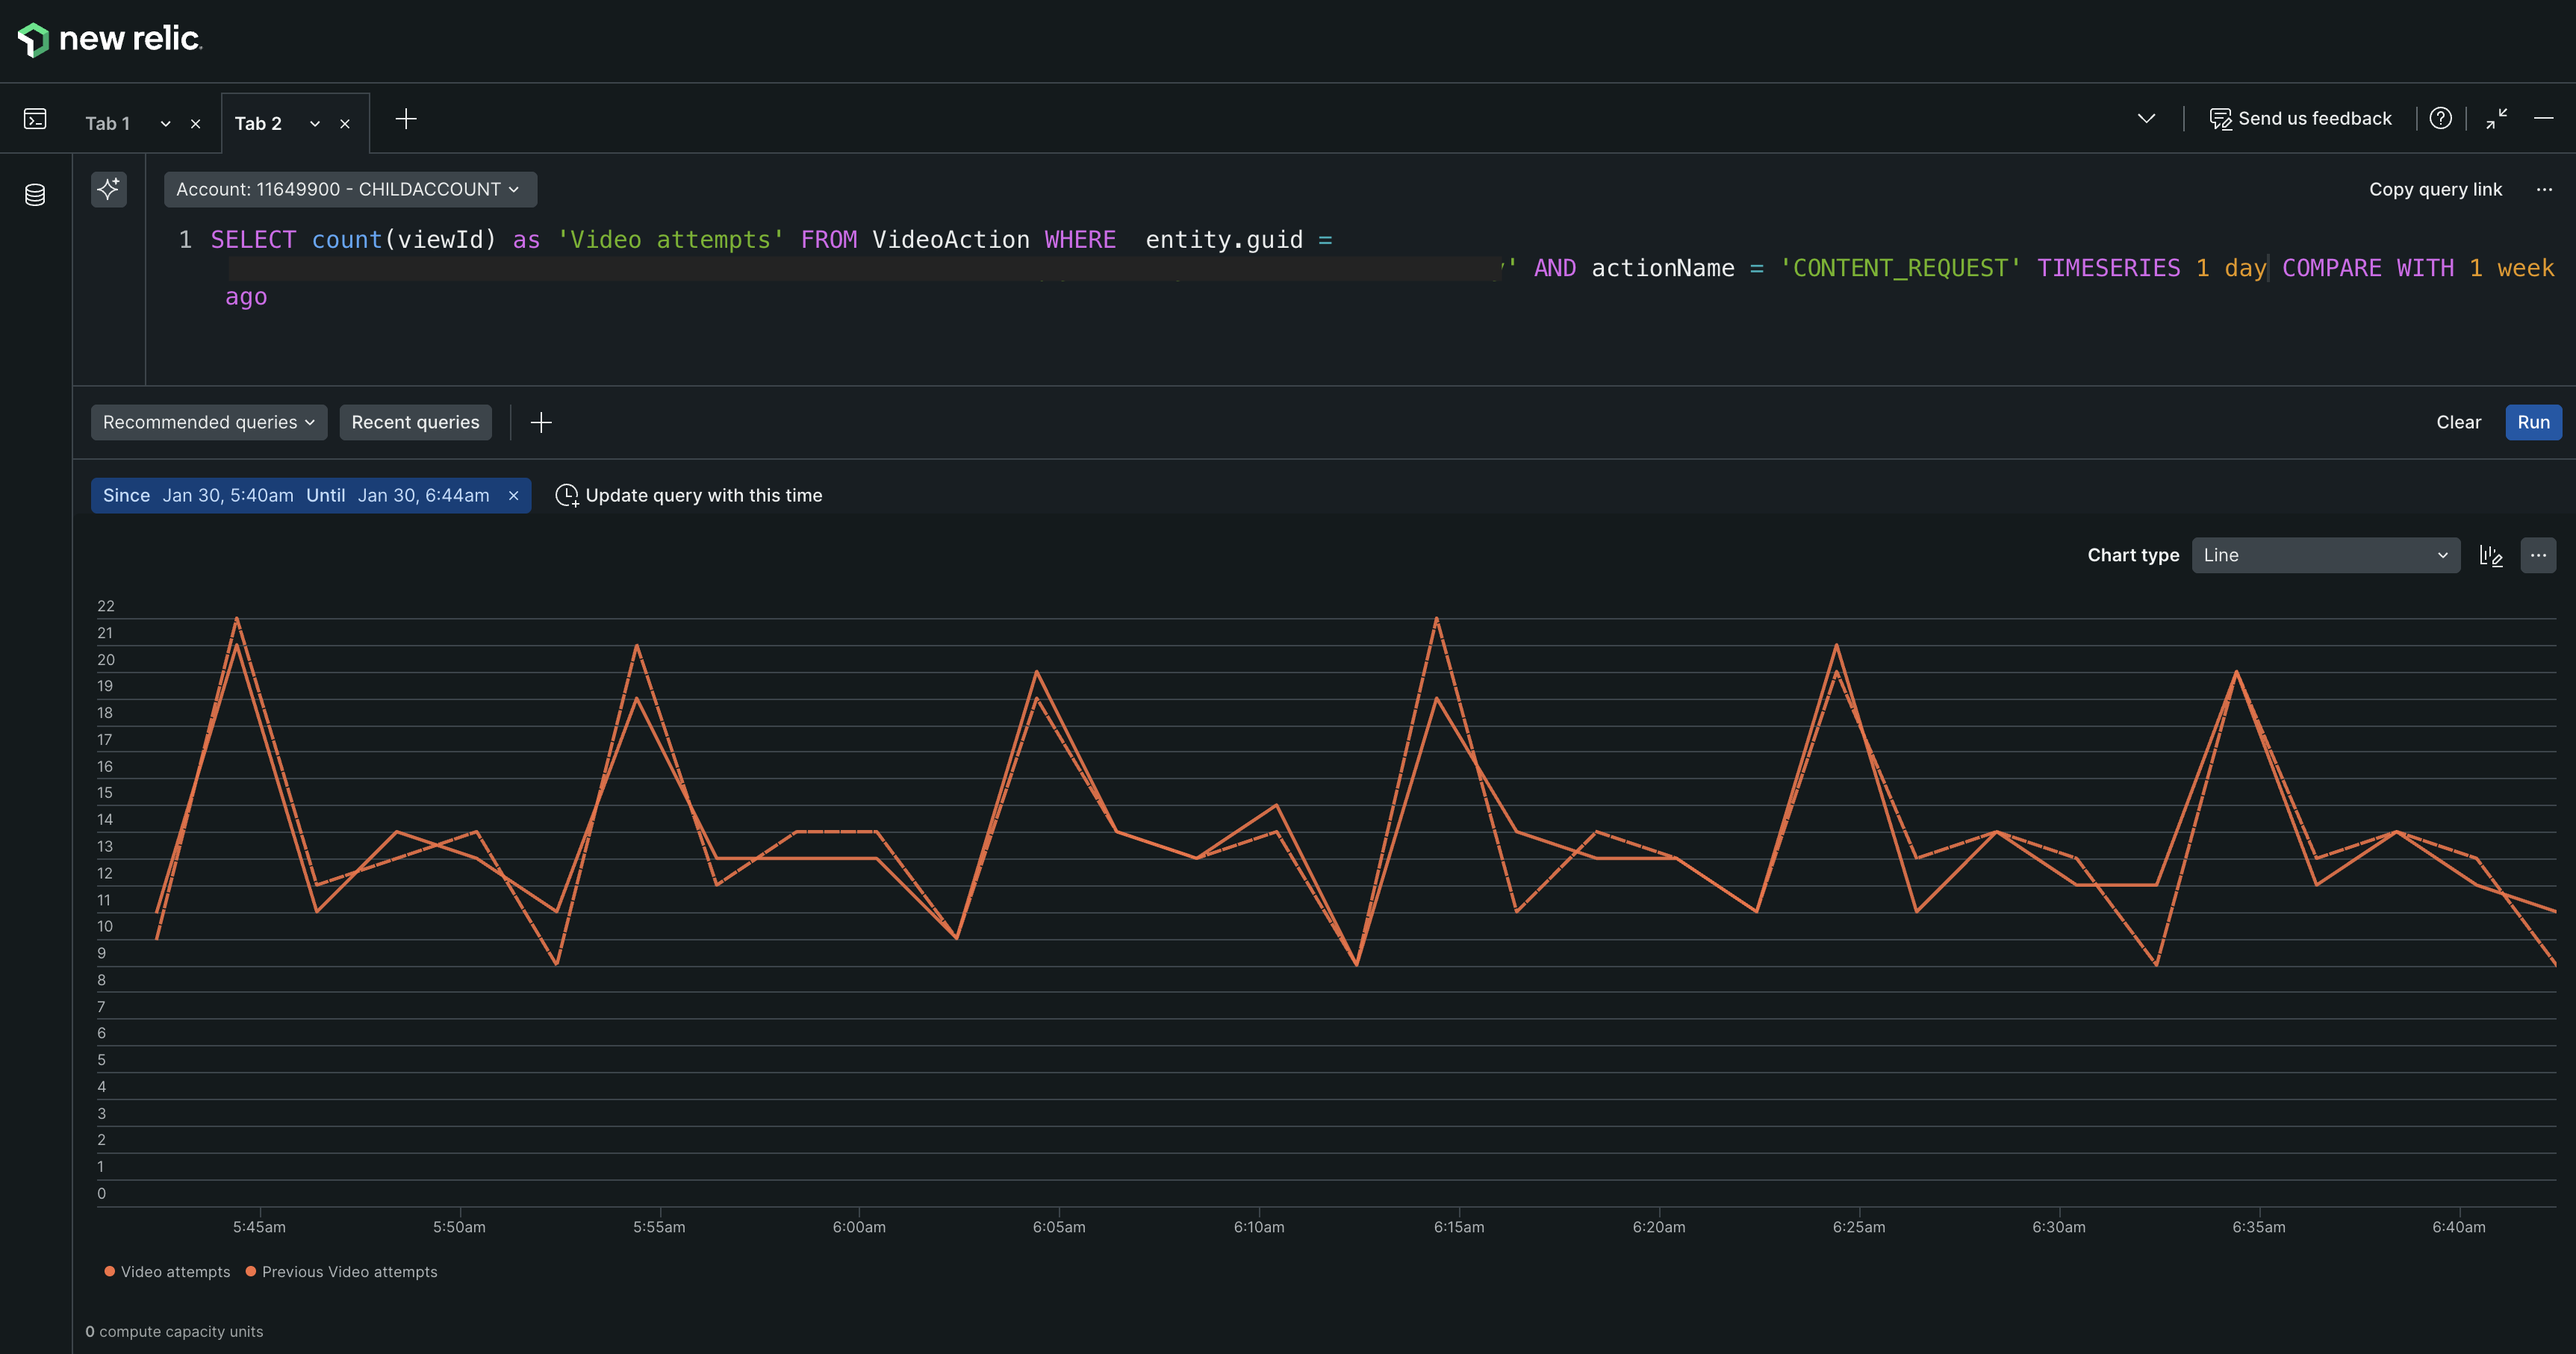 new relic
Tab 1
Tab 2
Send us feedback
Account: 11649900 - CHILDACCOUNT
Copy query link
1 SELECT count(viewId) as 'Video attempts' FROM VideoAction WHERE  entity.guid =
' AND actionName = 'CONTENT_REQUEST' TIMESERIES 1 day COMPARE WITH 1 week
ago
Recommended queries
Recent queries
Clear
Run
Since Jan 30, 5:40am Until Jan 30, 6:44am
Update query with this time
Chart type
Line
22
21
20
19
18
17
16
15
14
13
12
11
10
9
8
7
6
5
4
3
2
1
0
5:45am 5:50am 5:55am 6:00am 6:05am 6:10am 6:15am 6:20am 6:25am 6:30am 6:35am 6:40am
Video attempts
Previous Video attempts
0 compute capacity units